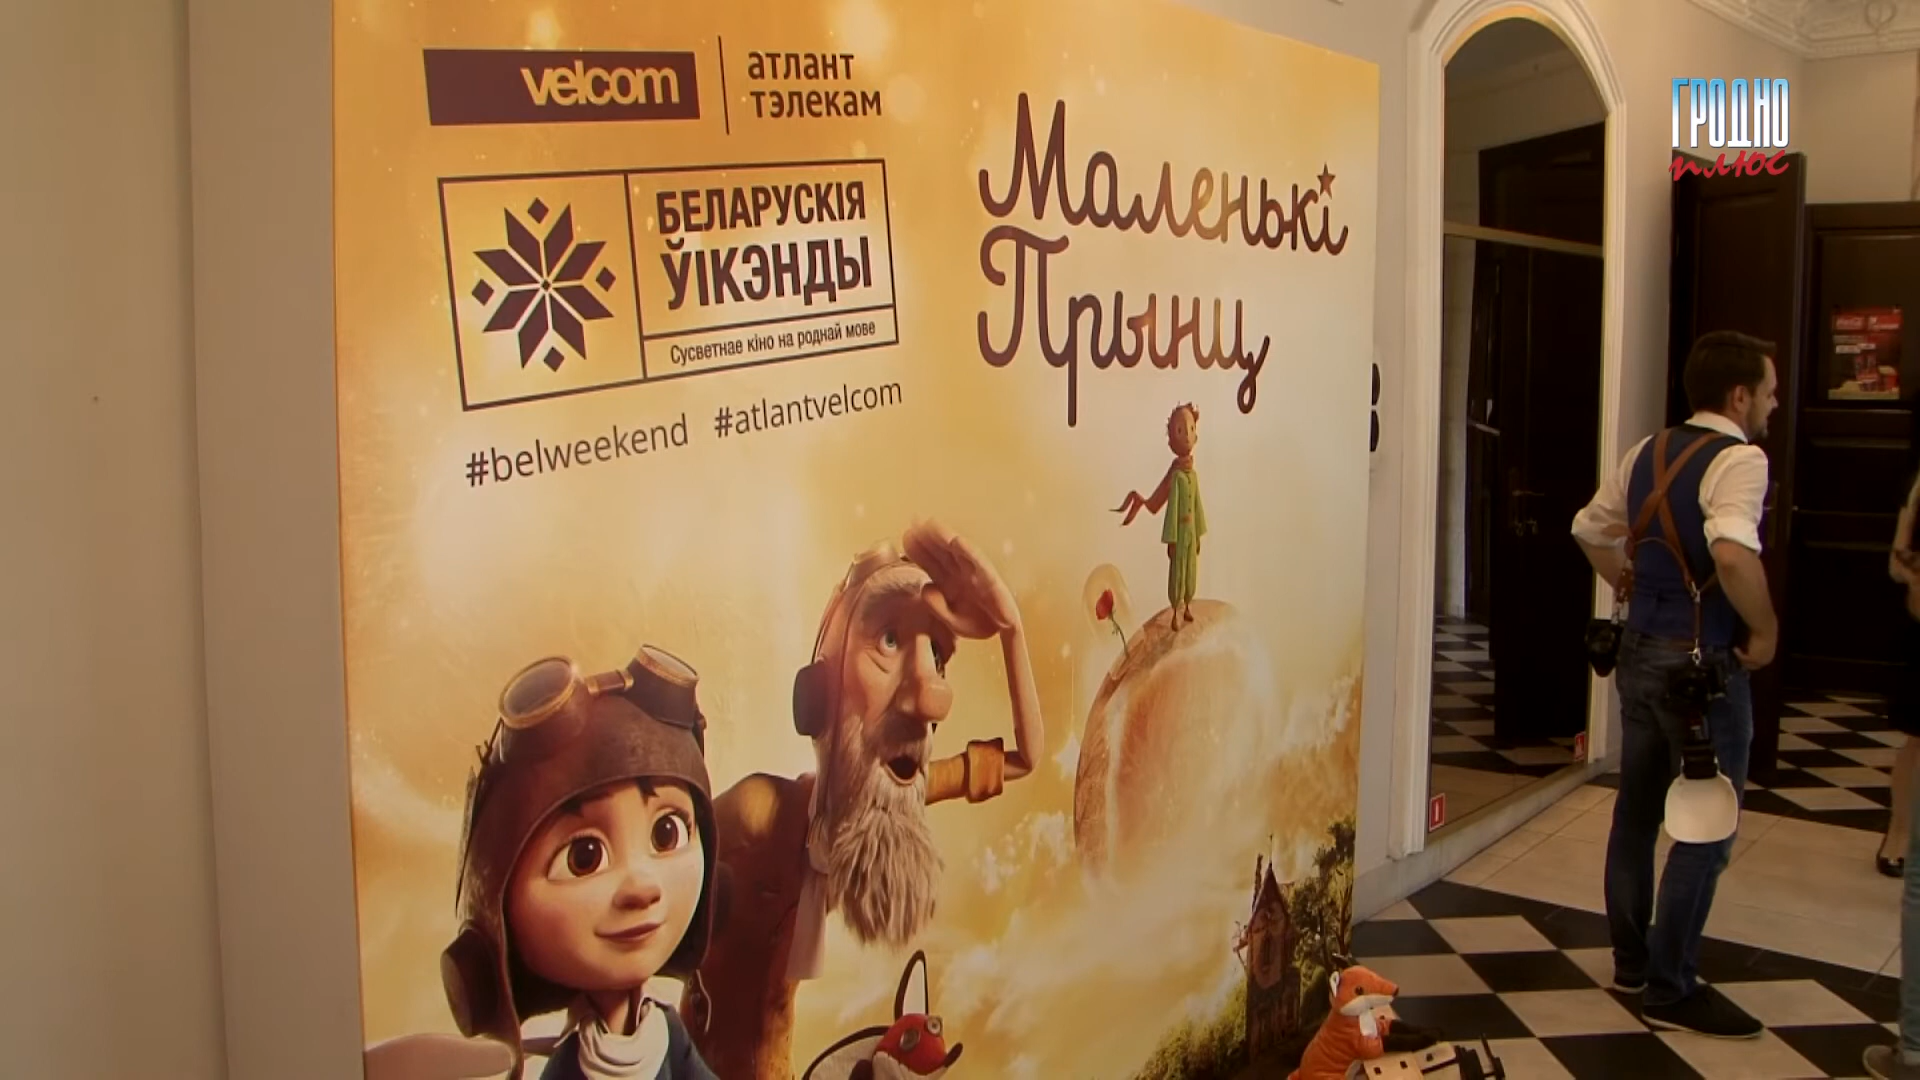 velcom
атлант
тэлекам
БЕЛАРУСКІЯ
ЎІКЭНДЫ
Сусветнае кіно на роднай мове
#belweekend #atlantvelcom
Маленькі
Прынц
ГРОДНО
плюс